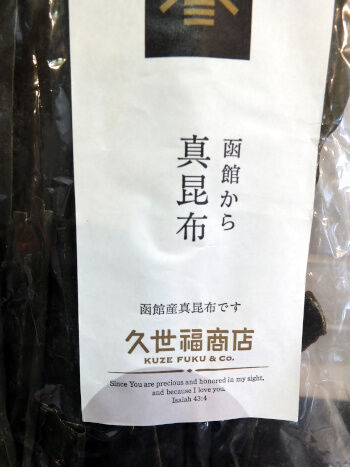 函館から
真昆布
函館産真昆布です
久世福商店
KUZE FUKU & Co.
Since You are precious and honored in my sight,
and because I love you.
Isaiah 43:4